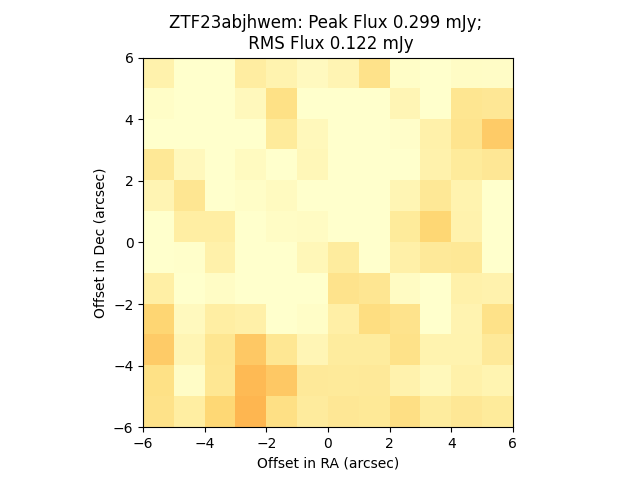 ZTF23abjhwem: Peak Flux 0.299 mJy;
RMS Flux 0.122 mJy
6
4
2
0
−2
−4
−6
Offset in Dec (arcsec)
−6 −4 −2 0 2 4 6
Offset in RA (arcsec)